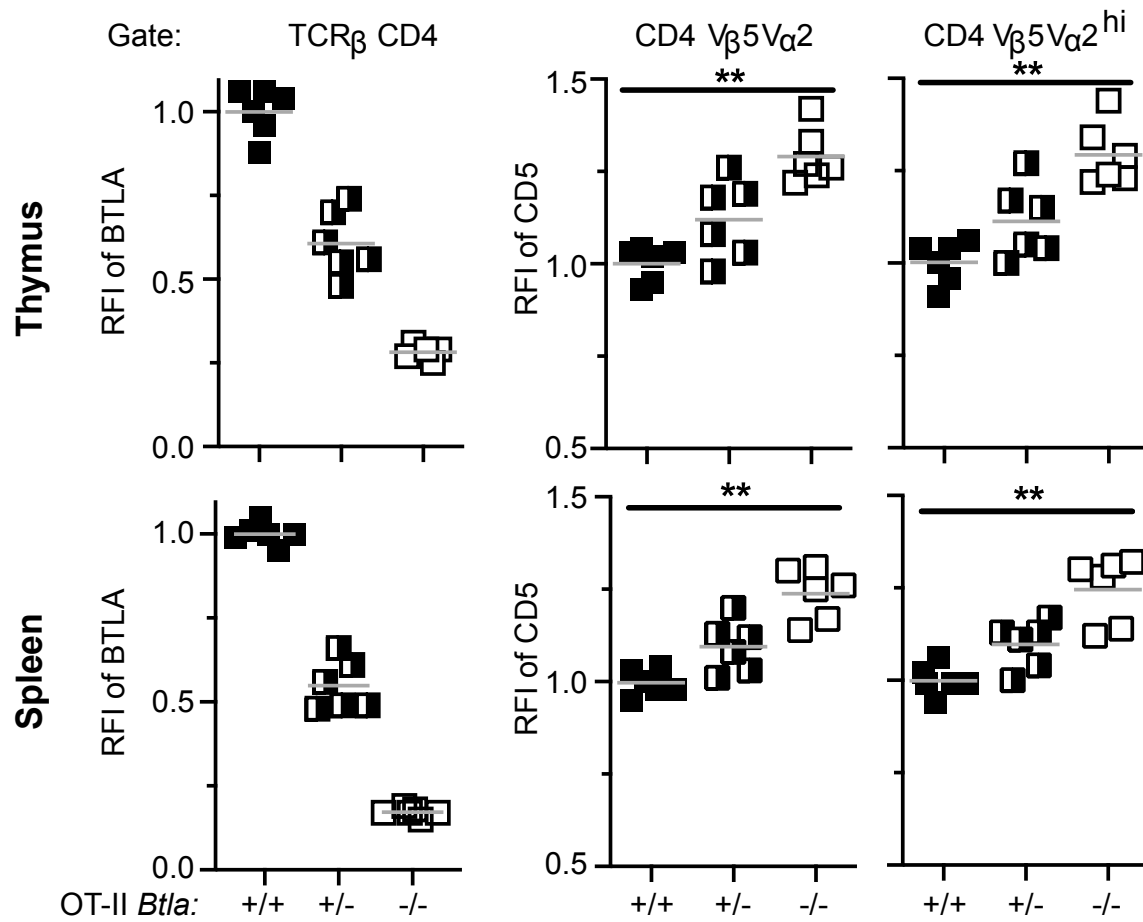 Gate: TCRβ CD4 CD4 Vβ5Vα2 CD4 Vβ5Vα2hi
Thymus
RFI of BTLA
1.0
0.5
0.0
RFI of CD5
**
1.5
1.0
0.5
+/+ +/- -/-
**
+/+ +/- -/-
Spleen
RFI of BTLA
1.0
0.5
0.0
RFI of CD5
**
1.5
1.0
0.5
**
OT-II Btla: +/+ +/- -/- +/+ +/- -/- +/+ +/- -/-